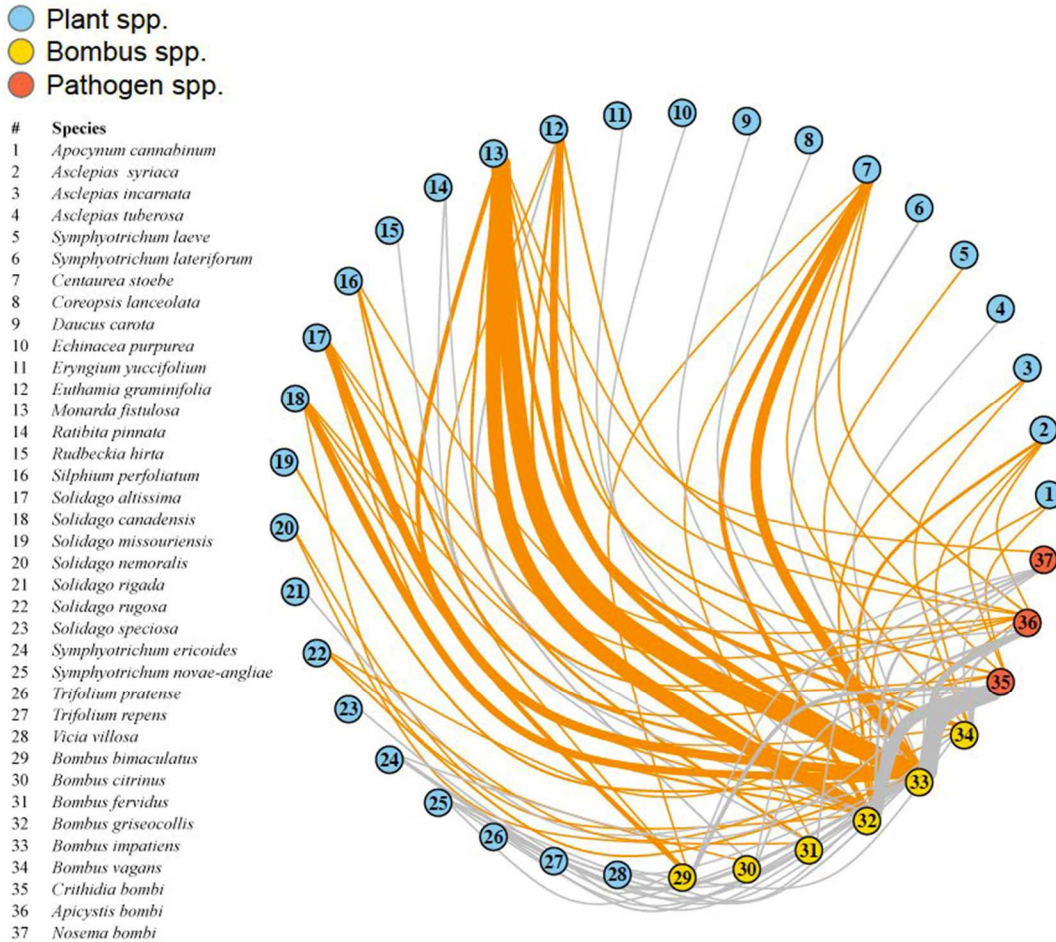 Plant spp.
Bombus spp.
Pathogen spp.
# Species
1 Apocynum cannabinum
2 Asclepias syriaca
3 Asclepias incarnata
4 Asclepias tuberosa
5 Symphyotrichum laeve
6 Symphyotrichum lateriforum
7 Centaurea stoebe
8 Coreopsis lanceolata
9 Daucus carota
10 Echinacea purpurea
11 Eryngium yuccifolium
12 Euthamia graminifolia
13 Monarda fistulosa
14 Ratibita pinnata
15 Rudbeckia hirta
16 Silphium perfoliatum
17 Solidago altissima
18 Solidago canadensis
19 Solidago missouriensis
20 Solidago nemoralis
21 Solidago rigada
22 Solidago rugosa
23 Solidago speciosa
24 Symphyotrichum ericoides
25 Symphyotrichum novae-angliae
26 Trifolium pratense
27 Trifolium repens
28 Vicia villosa
29 Bombus bimaculatus
30 Bombus citrinus
31 Bombus fervidus
32 Bombus griseocollis
33 Bombus impatiens
34 Bombus vagans
35 Crithidia bombi
36 Apicystis bombi
37 Nosema bombi
1
2
3
4
5
6
7
8
9
10
11
12
13
14
15
16
17
18
19
20
21
22
23
24
25
26
27
28
29
30
31
32
33
34
35
36
37